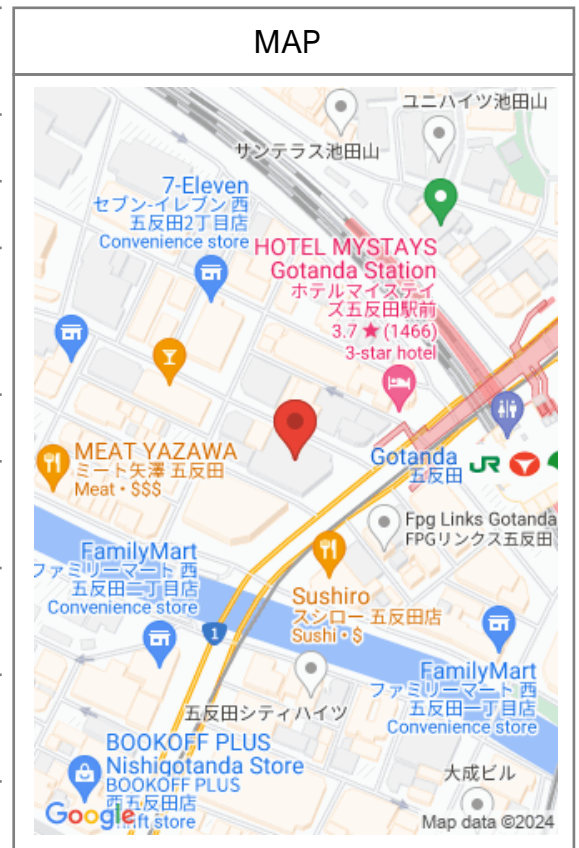 MAP
ユニハイツ池田山
サンテラス池田山
7-Eleven
セブン-イレブン 西
五反田2丁目店
Convenience store
HOTEL MYSTAYS
Gotanda Station
ホテルマイステイ
ズ五反田駅前
3.7 ★ (1466)
3-star hotel
MEAT YAZAWA
ミート矢澤 五反田
Meat • $$$
Gotanda
五反田
JR
Fpg Links Gotanda
FPGリンクス五反田
FamilyMart
ファミリーマート 西
五反田二丁目店
Convenience store
Sushiro
スシロー 五反田店
Sushi • $
1
FamilyMart
ファミリーマート 西
五反田一丁目店
Convenience store
五反田シティハイツ
BOOKOFF PLUS
Nishigotanda Store
BOOKOFF PLUS
西五反田店
store
大成ビル
Google
Map data ©2024